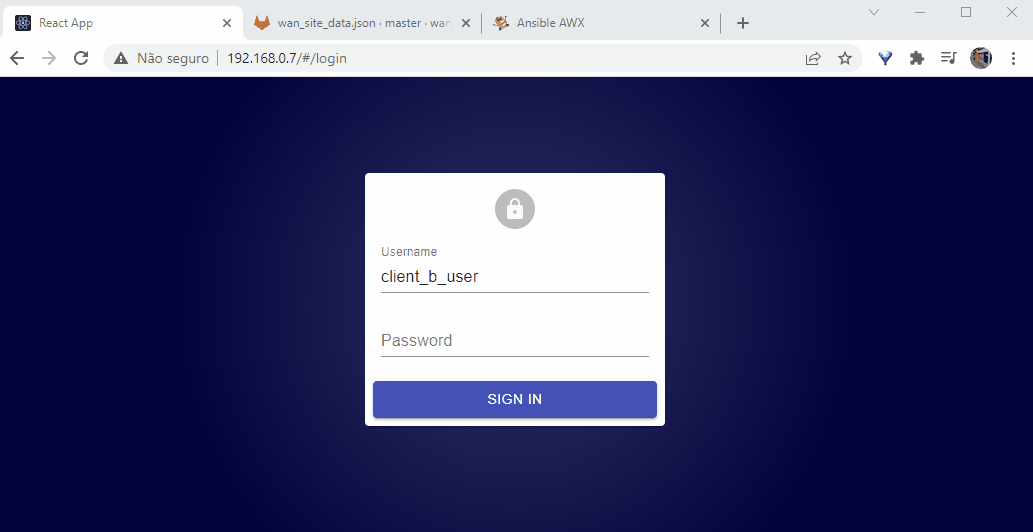 React App
wan_site_data.json · master · wan
Ansible AWX
Não seguro
192.168.0.7/#/login
Username
client_b_user
Password
SIGN IN